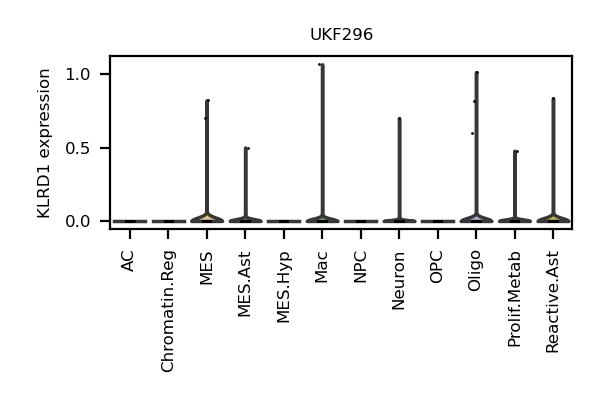 UKF296
KLRD1 expression
1.0
0.5
0.0
AC
Chromatin.Reg
MES
MES.Ast
MES.Hyp
Mac
NPC
Neuron
OPC
Oligo
Prolif.Metab
Reactive.Ast